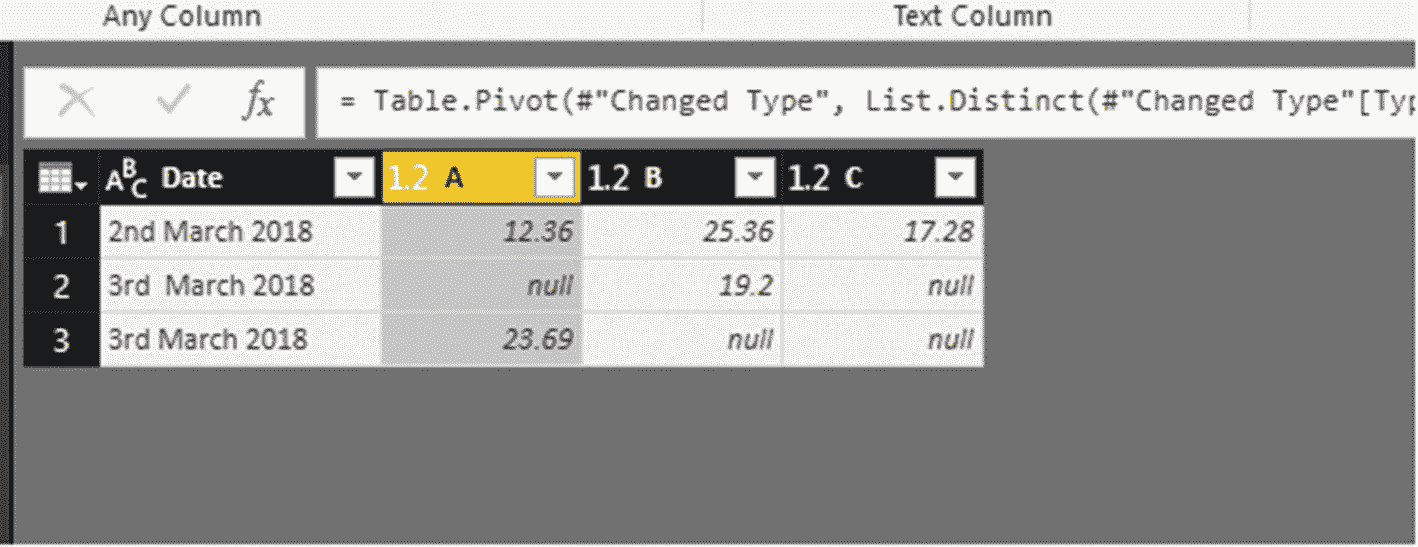 Any Column Text Column
fx = Table.Pivot(#"Changed Type", List.Distinct(#"Changed Type"[Typ
ABC Date 1.2 A 1.2 B 1.2 C
1 2nd March 2018 12.36 25.36 17.28
2 3rd  March 2018 null 19.2 null
3 3rd March 2018 23.69 null null